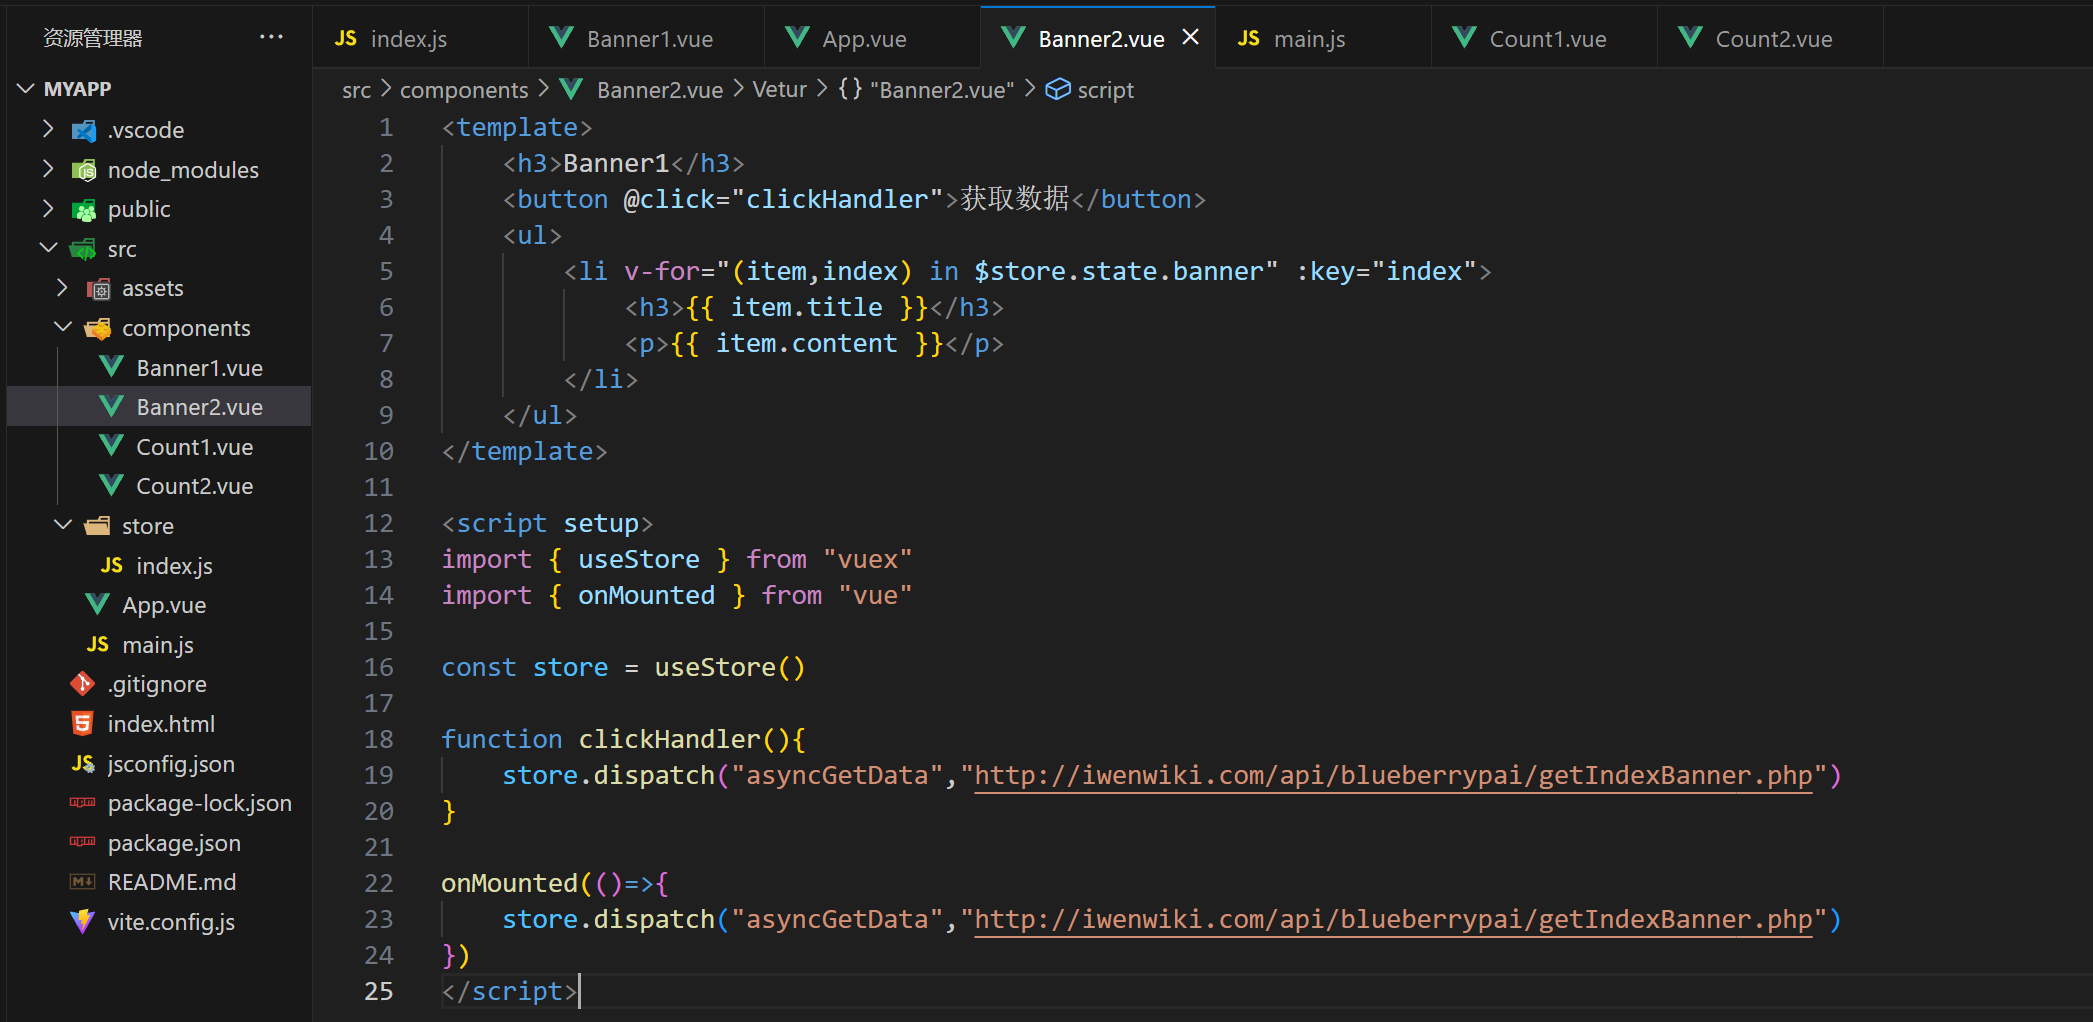 资源管理器 ···
JS index.js Banner1.vue App.vue Banner2.vue × JS main.js Count1.vue Count2.vue
MYAPP
.vscode
node_modules
public
src
assets
components
Banner1.vue
Banner2.vue
Count1.vue
Count2.vue
store
JS index.js
App.vue
JS main.js
.gitignore
index.html
JS jsconfig.json
package-lock.json
package.json
README.md
vite.config.js
src > components > Banner2.vue > Vetur > {} "Banner2.vue" > script
1 <template>
2 <h3>Banner1</h3>
3 <button @click="clickHandler">获取数据</button>
4 <ul>
5 <li v-for="(item,index) in $store.state.banner" :key="index">
6 <h3>{{ item.title }}</h3>
7 <p>{{ item.content }}</p>
8 </li>
9 </ul>
10 </template>
11
12 <script setup>
13 import { useStore } from "vuex"
14 import { onMounted } from "vue"
15
16 const store = useStore()
17
18 function clickHandler(){
19 store.dispatch("asyncGetData","http://iwenwiki.com/api/blueberrypai/getIndexBanner.php")
20 }
21
22 onMounted(()=>{
23 store.dispatch("asyncGetData","http://iwenwiki.com/api/blueberrypai/getIndexBanner.php")
24 })
25 </script>